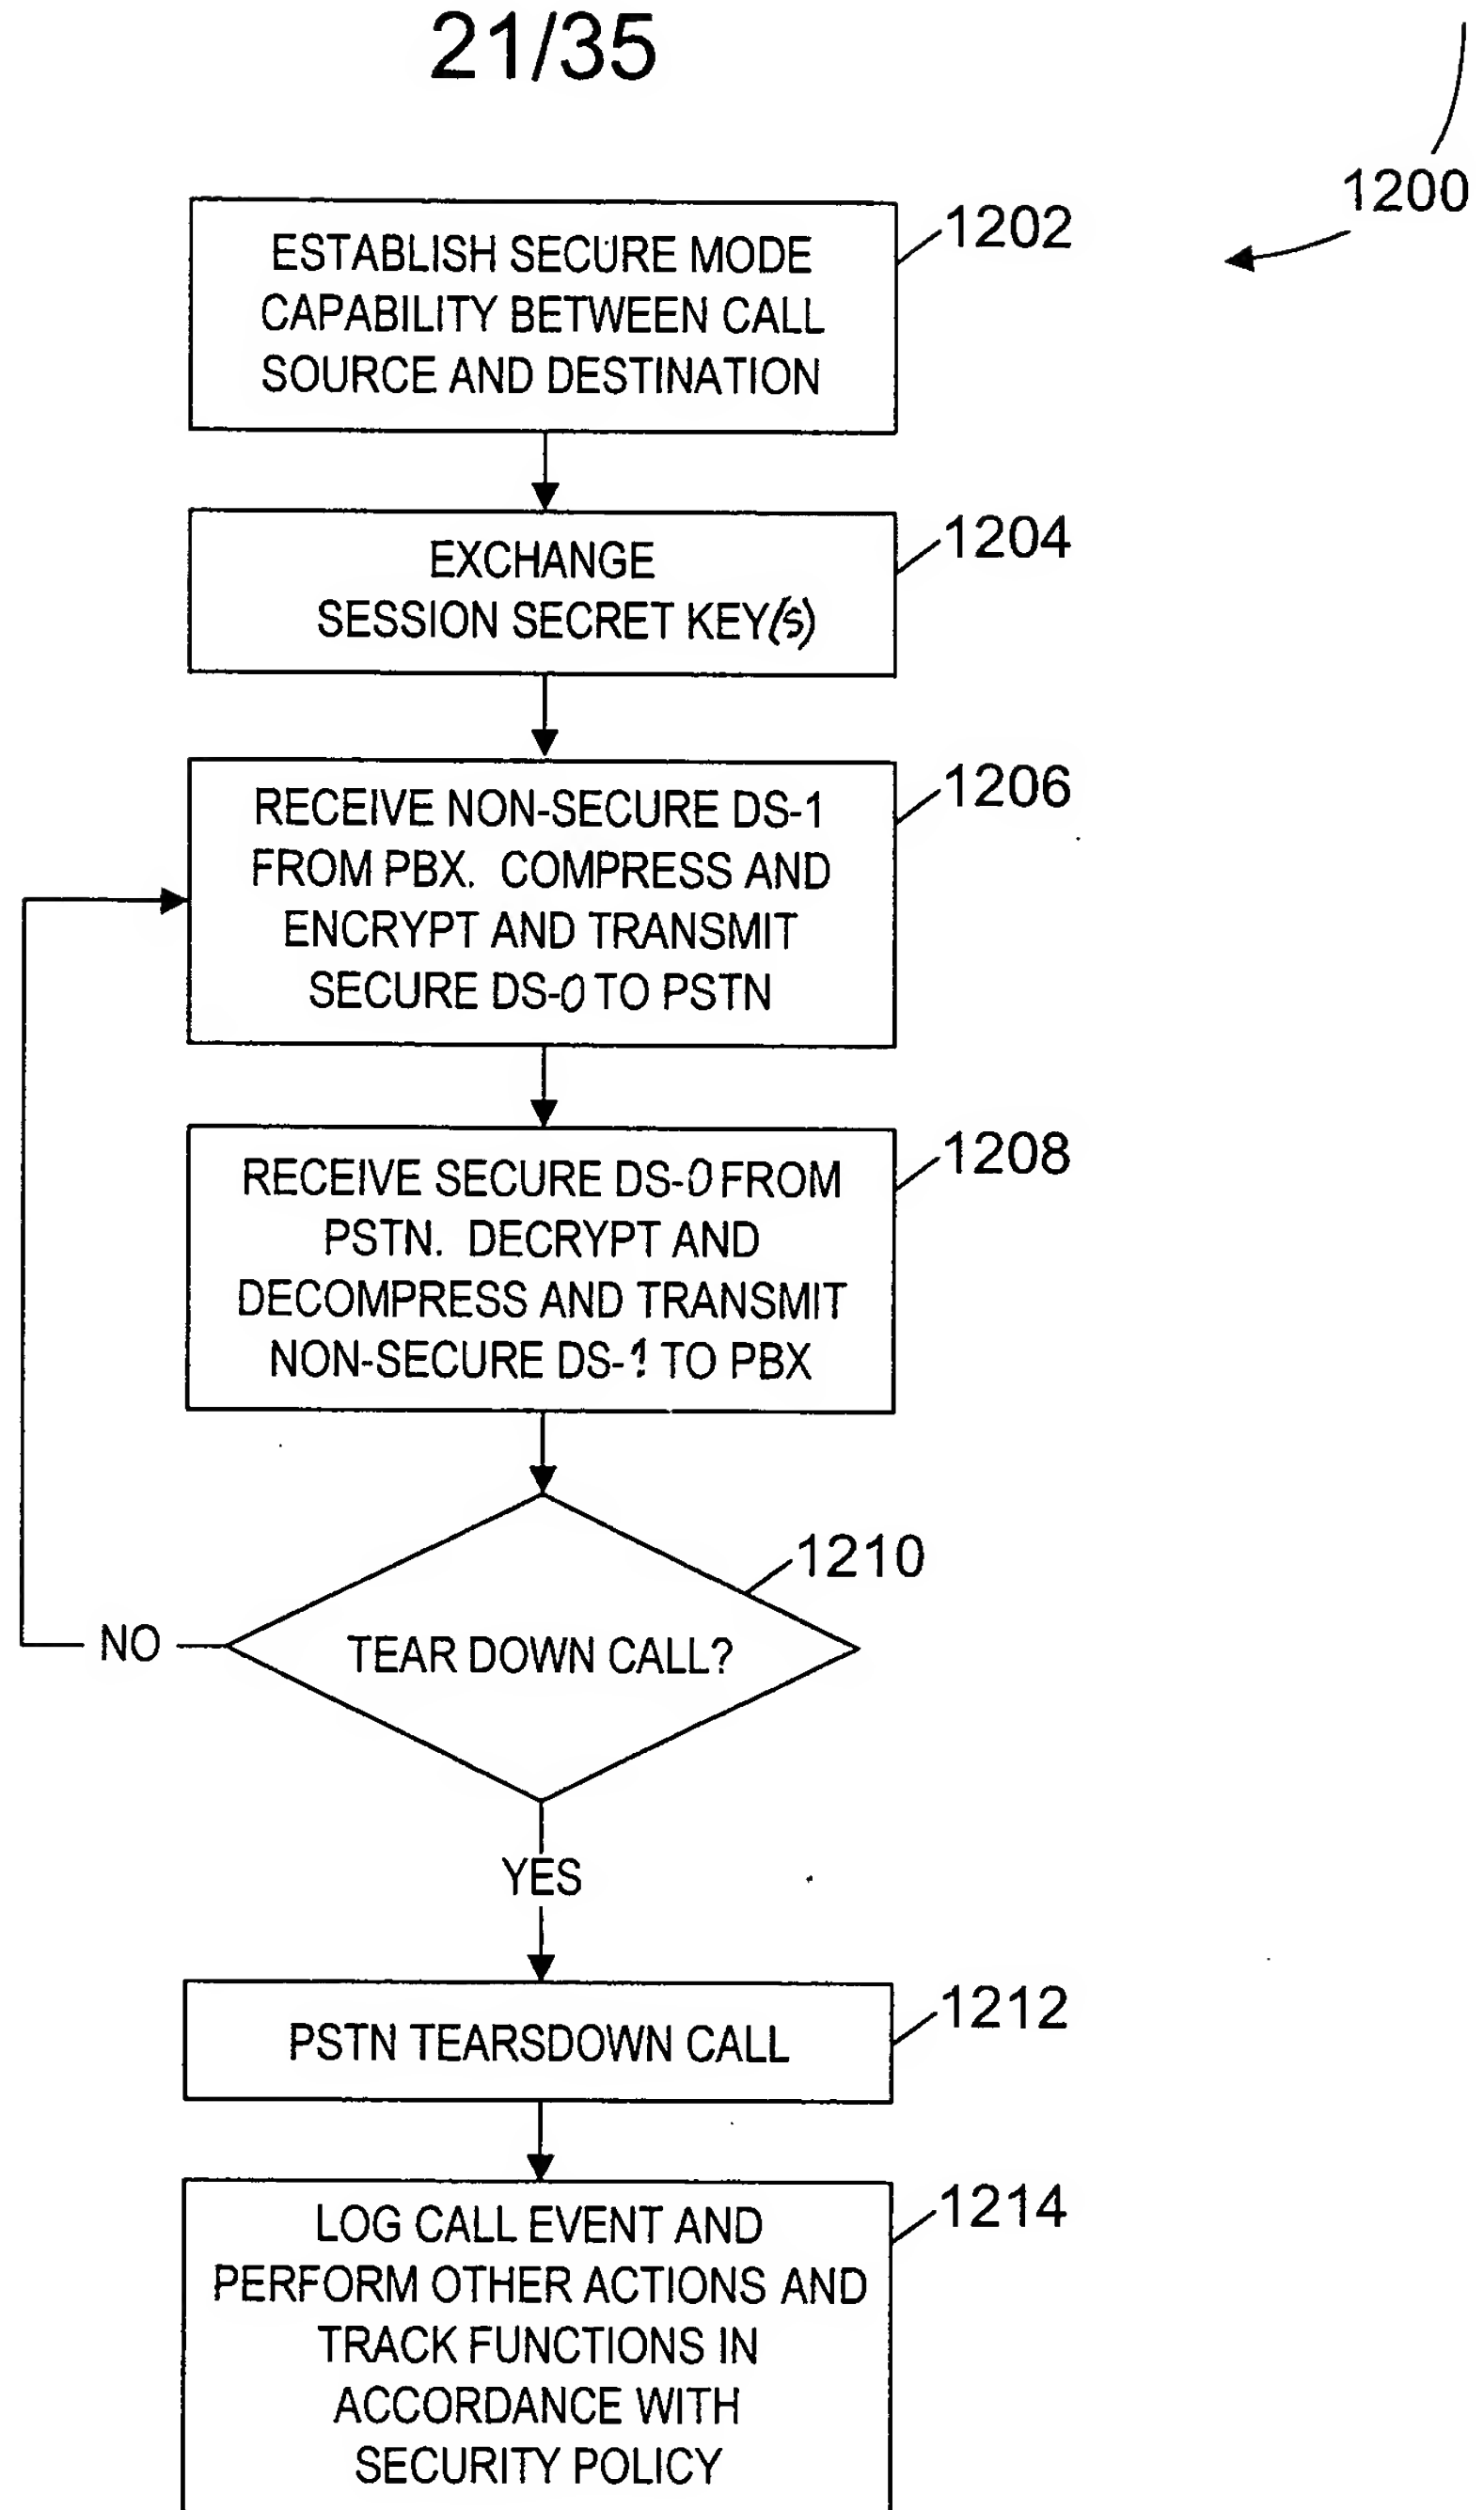 21/35
1200
1202
ESTABLISH SECURE MODE
CAPABILITY BETWEEN CALL
SOURCE AND DESTINATION
1204
EXCHANGE
SESSION SECRET KEY(S)
1206
RECEIVE NON-SECURE DS-1
FROM PBX. COMPRESS AND
ENCRYPT AND TRANSMIT
SECURE DS-0 TO PSTN
1208
RECEIVE SECURE DS-0 FROM
PSTN. DECRYPT AND
DECOMPRESS AND TRANSMIT
NON-SECURE DS-1 TO PBX
1210
TEAR DOWN CALL?
NO
YES
1212
PSTN TEARSDOWN CALL
1214
LOG CALL EVENT AND
PERFORM OTHER ACTIONS AND
TRACK FUNCTIONS IN
ACCORDANCE WITH
SECURITY POLICY